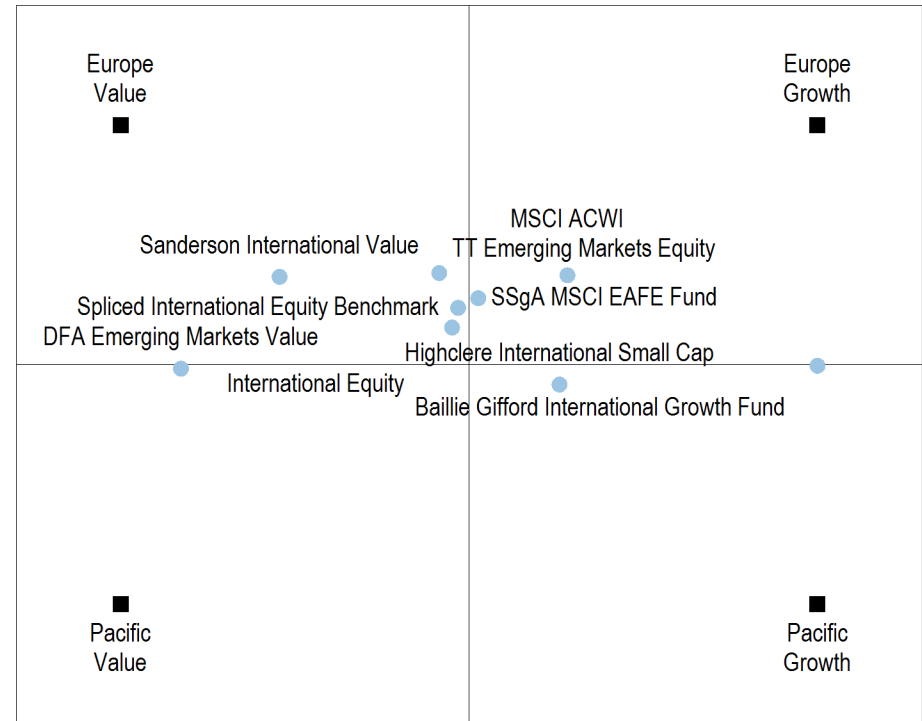 Europe
Value
Europe
Growth
MSCI ACWI
Sanderson International Value
TT Emerging Markets Equity
SSgA MSCI EAFE Fund
Spliced International Equity Benchmark
DFA Emerging Markets Value
Highclere International Small Cap
International Equity
Baillie Gifford International Growth Fund
Pacific
Value
Pacific
Growth